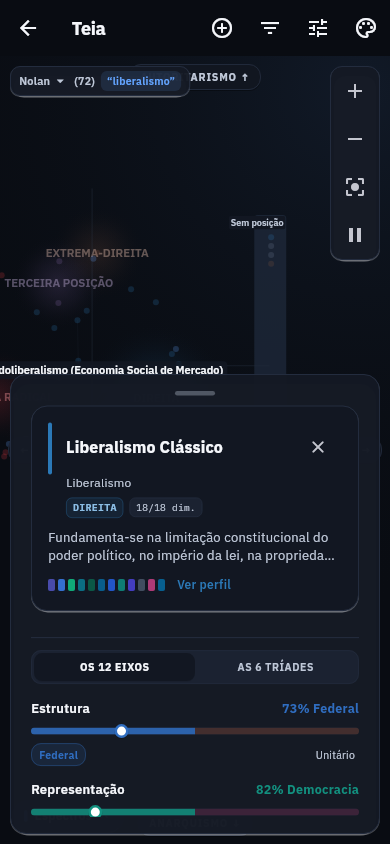 Teia
Nolan (72) "liberalismo"
ARISMO ↑
Sem posição
EXTREMA-DIREITA
TERCEIRA POSIÇÃO
doliberalismo (Economia Social de Mercado)
Liberalismo Clássico
Liberalismo
DIREITA 18/18 dim.
Fundamenta-se na limitação constitucional do
poder político, no império da lei, na proprieda...
Ver perfil
OS 12 EIXOS AS 6 TRÍADES
Estrutura 73% Federal
Federal Unitário
Representação 82% Democracia